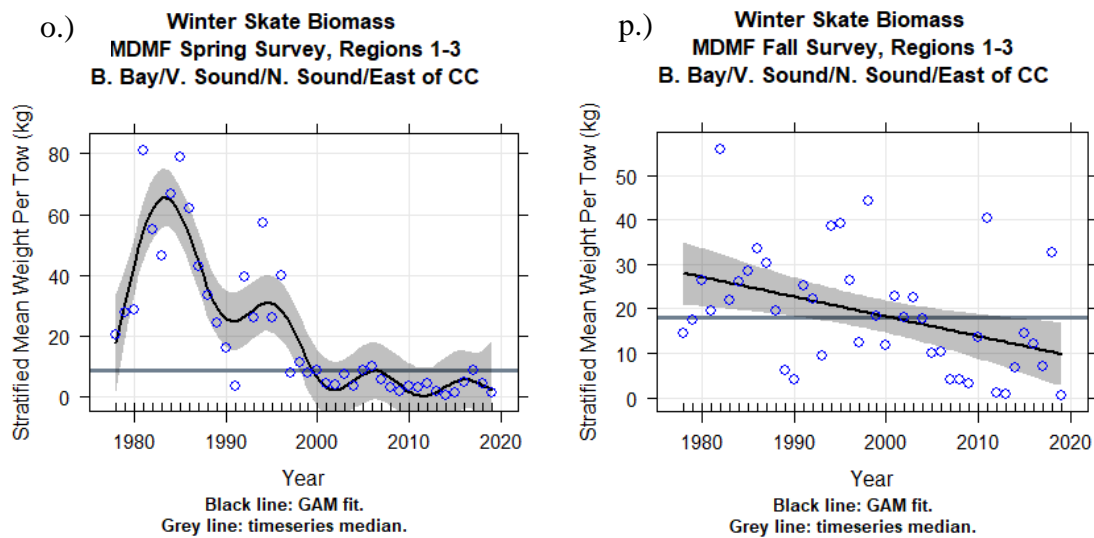 o.)
Winter Skate Biomass
MDMF Spring Survey, Regions 1-3
B. Bay/V. Sound/N. Sound/East of CC
Stratified Mean Weight Per Tow (kg)
80
60
40
20
0
1980
1990
2000
2010
2020
Year
Black line: GAM fit.
Grey line: timeseries median.
p.)
Winter Skate Biomass
MDMF Fall Survey, Regions 1-3
B. Bay/V. Sound/N. Sound/East of CC
Stratified Mean Weight Per Tow (kg)
50
40
30
20
10
0
1980
1990
2000
2010
2020
Year
Black line: GAM fit.
Grey line: timeseries median.